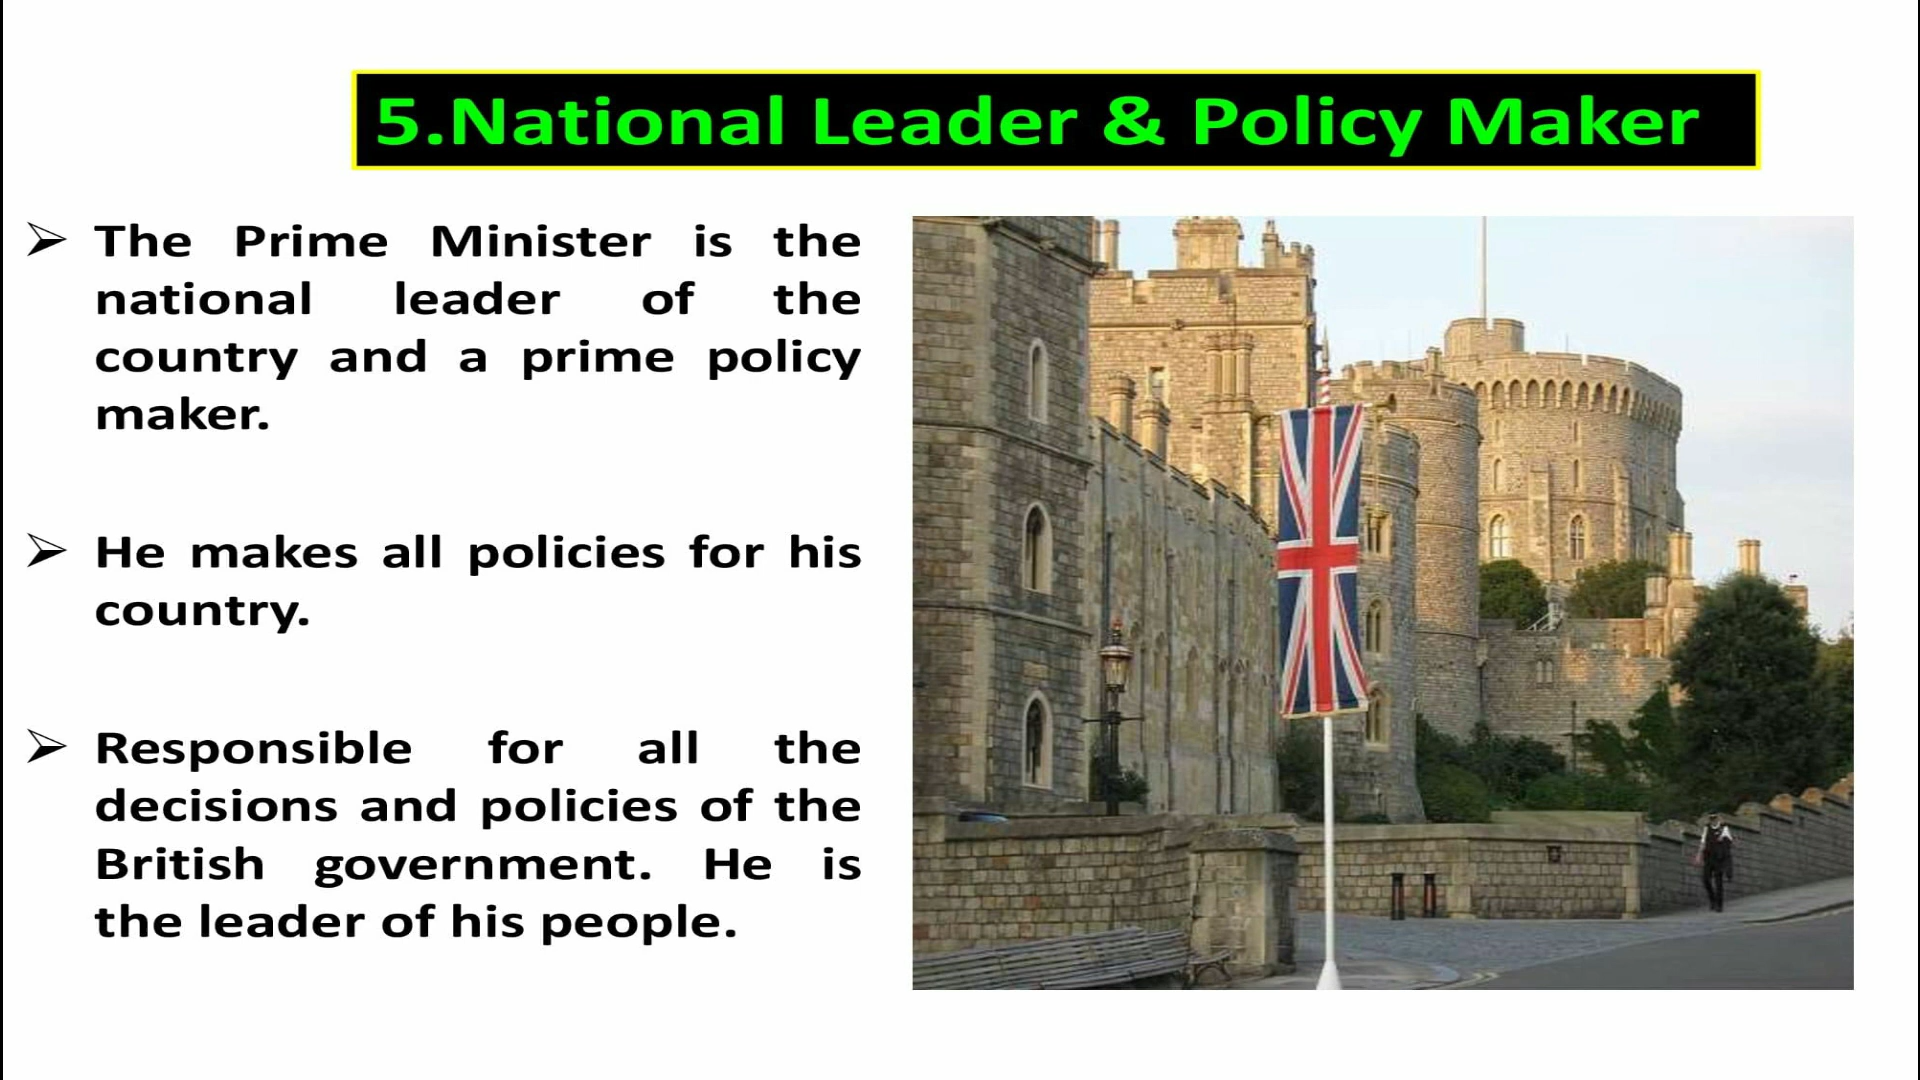 5.National Leader & Policy Maker
The Prime Minister is the
national leader of the
country and a prime policy
maker.
He makes all policies for his
country.
Responsible for all the
decisions and policies of the
British government. He is
the leader of his people.